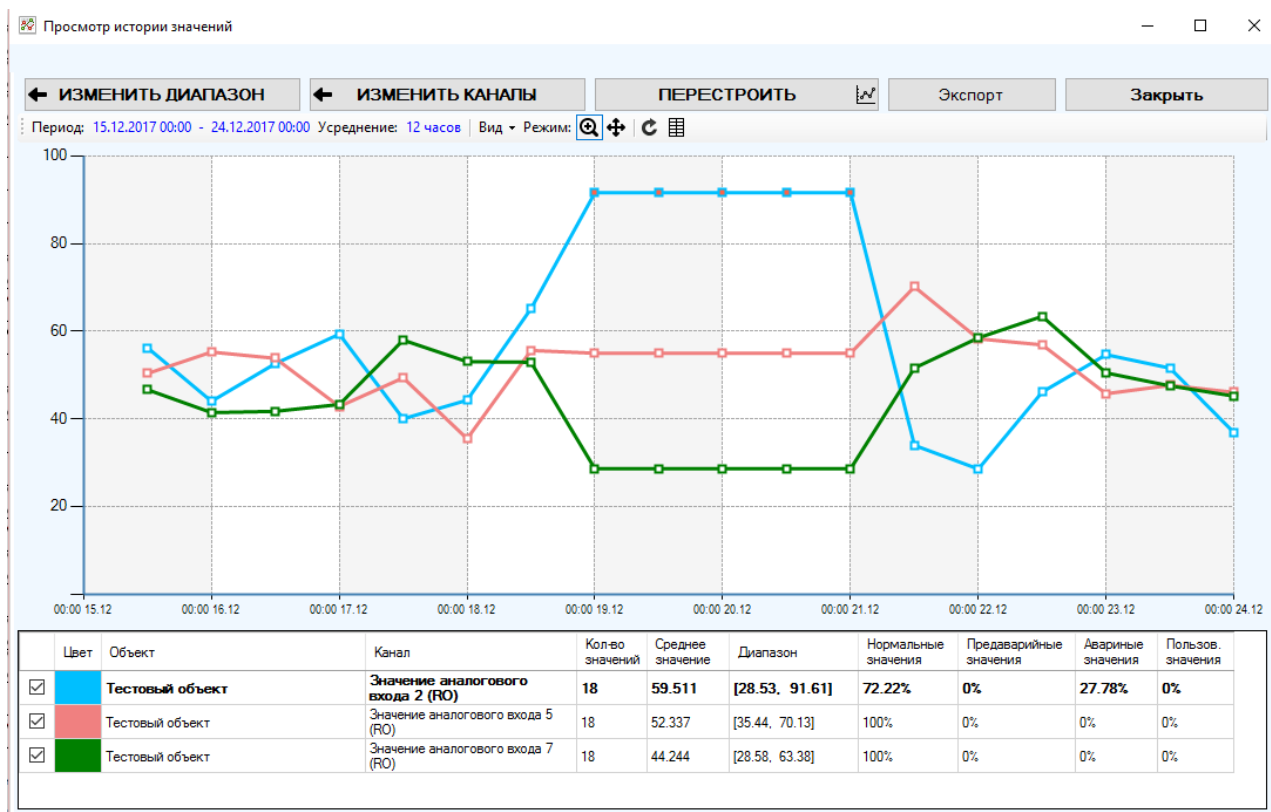 Просмотр истории значений
ИЗМЕНИТЬ ДИАПАЗОН ИЗМЕНИТЬ КАНАЛЫ ПЕРЕСТРОИТЬ Экспорт Закрыть
Период: 15.12.2017 00:00 - 24.12.2017 00:00 Усреднение: 12 часов Вид Режим:
100
80
60
40
20
00:00 15.12 00:00 16.12 00:00 17.12 00:00 18.12 00:00 19.12 00:00 20.12 00:00 21.12 00:00 22.12 00:00 23.12 00:00 24.12
Цвет Объект Канал Кол-во значений Среднее значение Диапазон Нормальные значения Предаварийные значения Авариные значения Пользов. значения
Тестовый объект Значение аналогового входа 2 (RO) 18 59.511 [28.53, 91.61] 72.22% 0% 27.78% 0%
Тестовый объект Значение аналогового входа 5 (RO) 18 52.337 [35.44, 70.13] 100% 0% 0% 0%
Тестовый объект Значение аналогового входа 7 (RO) 18 44.244 [28.58, 63.38] 100% 0% 0% 0%